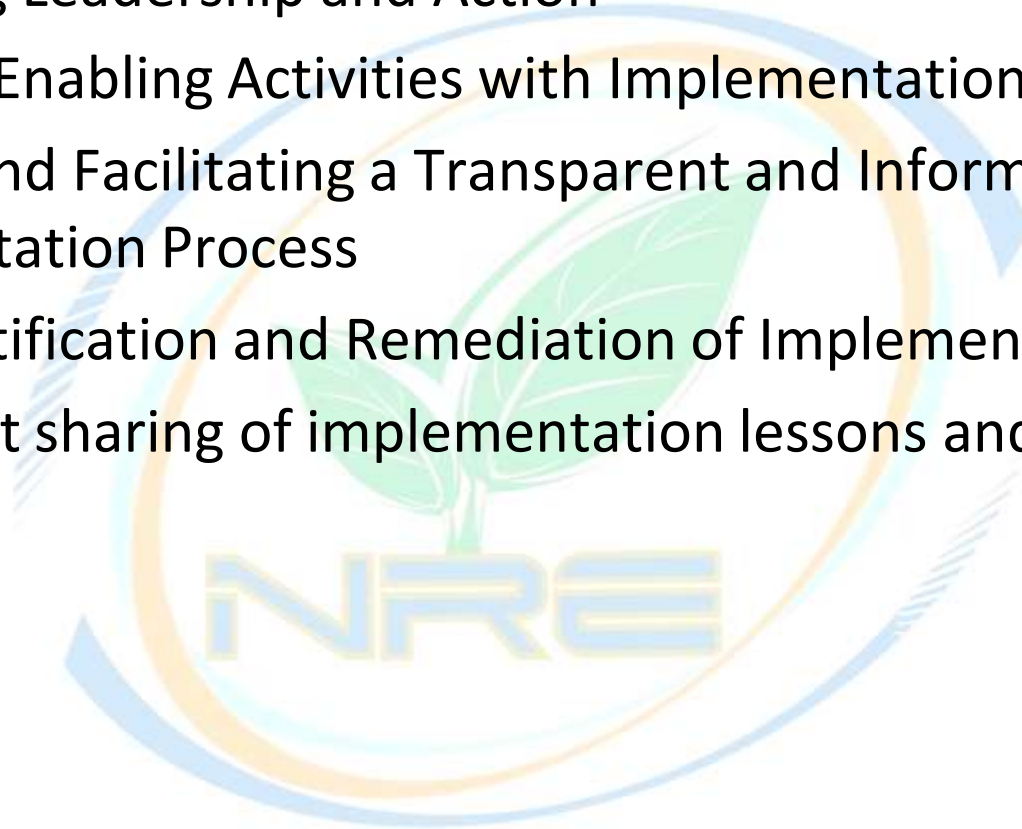 g Leadership and Action
Enabling Activities with Implementation
nd Facilitating a Transparent and Inform
tation Process
tification and Remediation of Implemen
t sharing of implementation lessons and
NRE